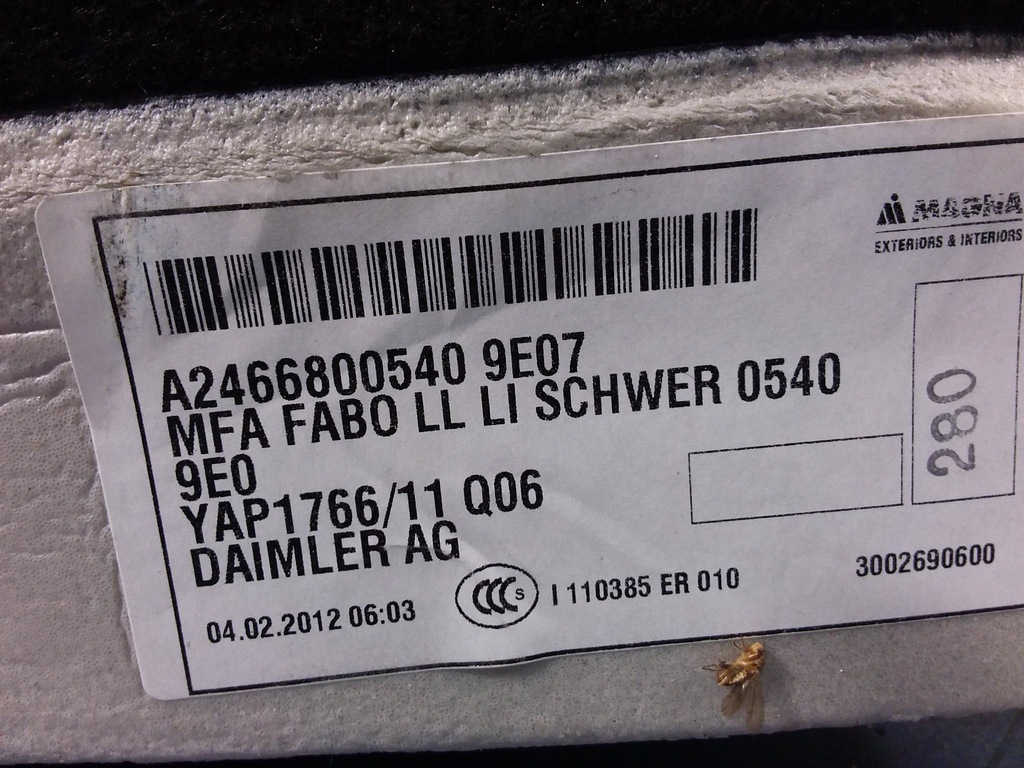 MAGNA
EXTERIORS & INTERIORS
A2466800540 9E07
MFA FABO LL LI SCHWER 0540
9E0
YAP1766/11 Q06
DAIMLER AG
280
04.02.2012 06:03 CCC S I 110385 ER 010 3002690600